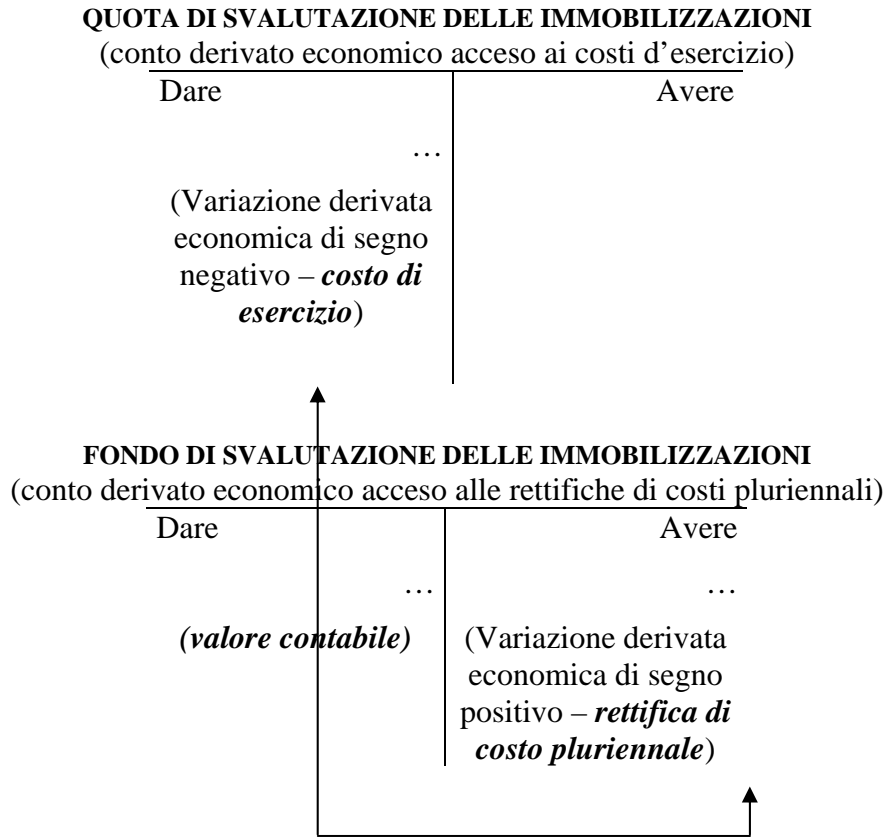 QUOTA DI SVALUTAZIONE DELLE IMMOBILIZZAZIONI
(conto derivato economico acceso ai costi d’esercizio)
Dare Avere
…
(Variazione derivata
economica di segno
negativo – costo di
esercizio)
FONDO DI SVALUTAZIONE DELLE IMMOBILIZZAZIONI
(conto derivato economico acceso alle rettifiche di costi pluriennali)
Dare Avere
… …
(valore contabile) (Variazione derivata
economica di segno
positivo – rettifica di
costo pluriennale)